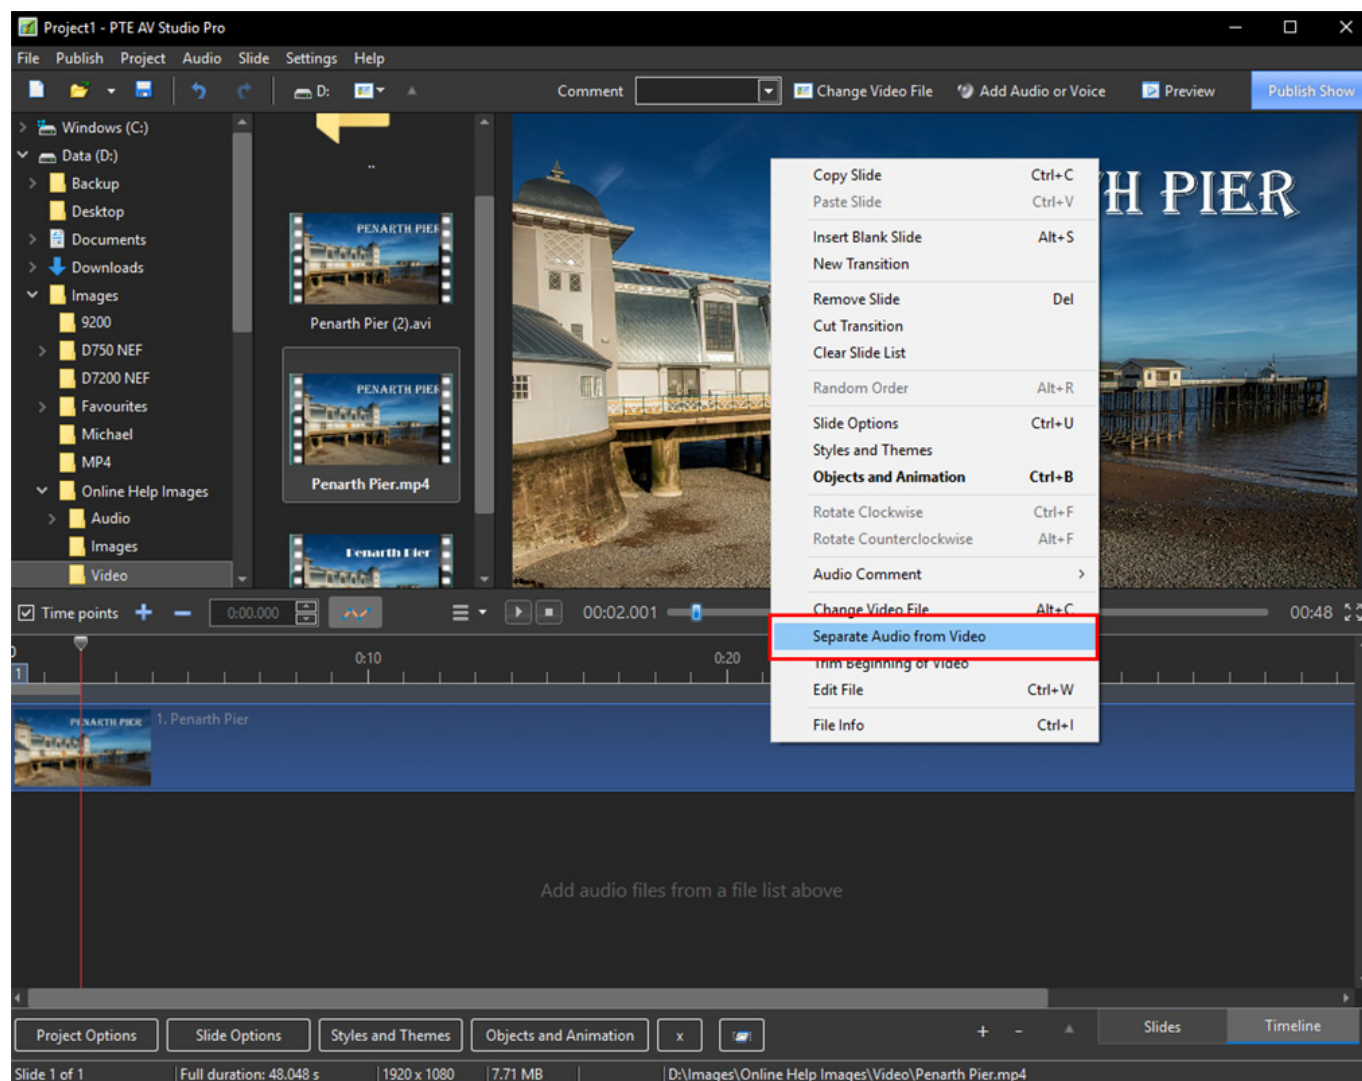 Project1 - PTE AV Studio Pro
File Publish Project Audio Slide Settings Help
D: Comment Change Video File Add Audio or Voice Preview Publish Show
Windows (C:)
Data (D:)
Backup
Desktop
Documents
Downloads
Images
9200
D750 NEF
D7200 NEF
Favourites
Michael
MP4
Online Help Images
Audio
Images
Video
..
PENARTH PIER
Penarth Pier (2).avi
PENARTH PIER
Penarth Pier.mp4
Penarth Pier
H PIER
Copy Slide Ctrl+C
Paste Slide Ctrl+V
Insert Blank Slide Alt+S
New Transition
Remove Slide Del
Cut Transition
Clear Slide List
Random Order Alt+R
Slide Options Ctrl+U
Styles and Themes
Objects and Animation Ctrl+B
Rotate Clockwise Ctrl+F
Rotate Counterclockwise Alt+F
Audio Comment
Change Video File Alt+C
Separate Audio from Video
Trim Beginning of Video
Edit File Ctrl+W
File Info Ctrl+I
Time points 0:00.000 00:02.001 00:48
0:10 0:20
1
PENARTH PIER 1. Penarth Pier
Add audio files from a file list above
Project Options Slide Options Styles and Themes Objects and Animation x + - Slides Timeline
Slide 1 of 1 Full duration: 48.048 s 1920 x 1080 7.71 MB D:\Images\Online Help Images\Video\Penarth Pier.mp4